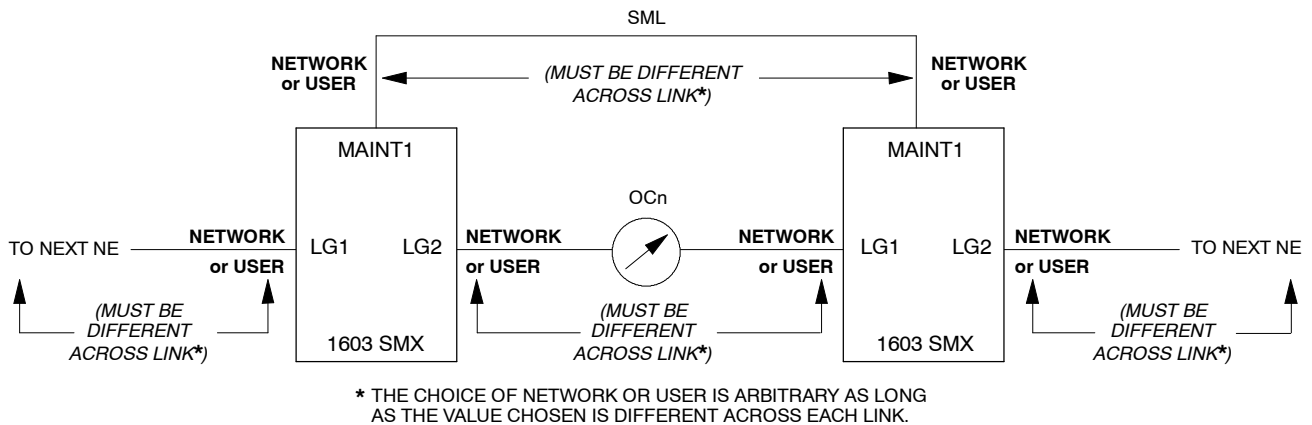 SML
NETWORK
or USER
(MUST BE DIFFERENT
ACROSS LINK*)
NETWORK
or USER
MAINT1
MAINT1
OCn
TO NEXT NE
NETWORK
or USER
LG1
LG2
NETWORK
or USER
NETWORK
or USER
LG1
LG2
NETWORK
or USER
TO NEXT NE
(MUST BE
DIFFERENT
ACROSS LINK*)
1603 SMX
(MUST BE
DIFFERENT
ACROSS LINK*)
1603 SMX
(MUST BE
DIFFERENT
ACROSS LINK*)
* THE CHOICE OF NETWORK OR USER IS ARBITRARY AS LONG
AS THE VALUE CHOSEN IS DIFFERENT ACROSS EACH LINK.